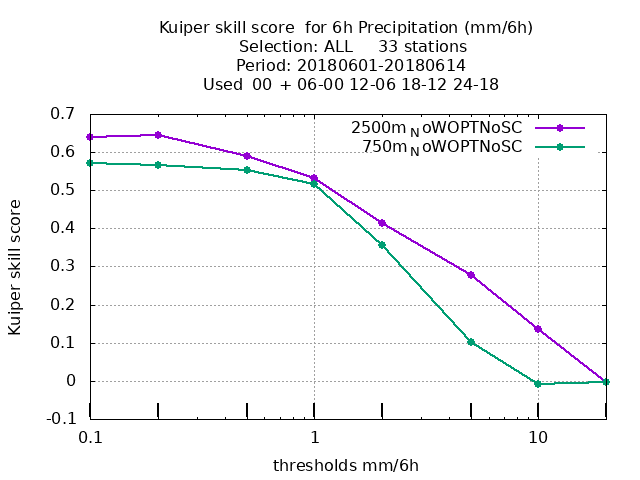 Kuiper skill score  for 6h Precipitation (mm/6h)
Selection: ALL     33 stations
Period: 20180601-20180614
Used  00  + 06-00 12-06 18-12 24-18
2500m_NoWOPTNoSC
750m_NoWOPTNoSC
0.7
0.6
0.5
0.4
0.3
0.2
0.1
0
-0.1
Kuiper skill score
0.1 1 10
thresholds mm/6h